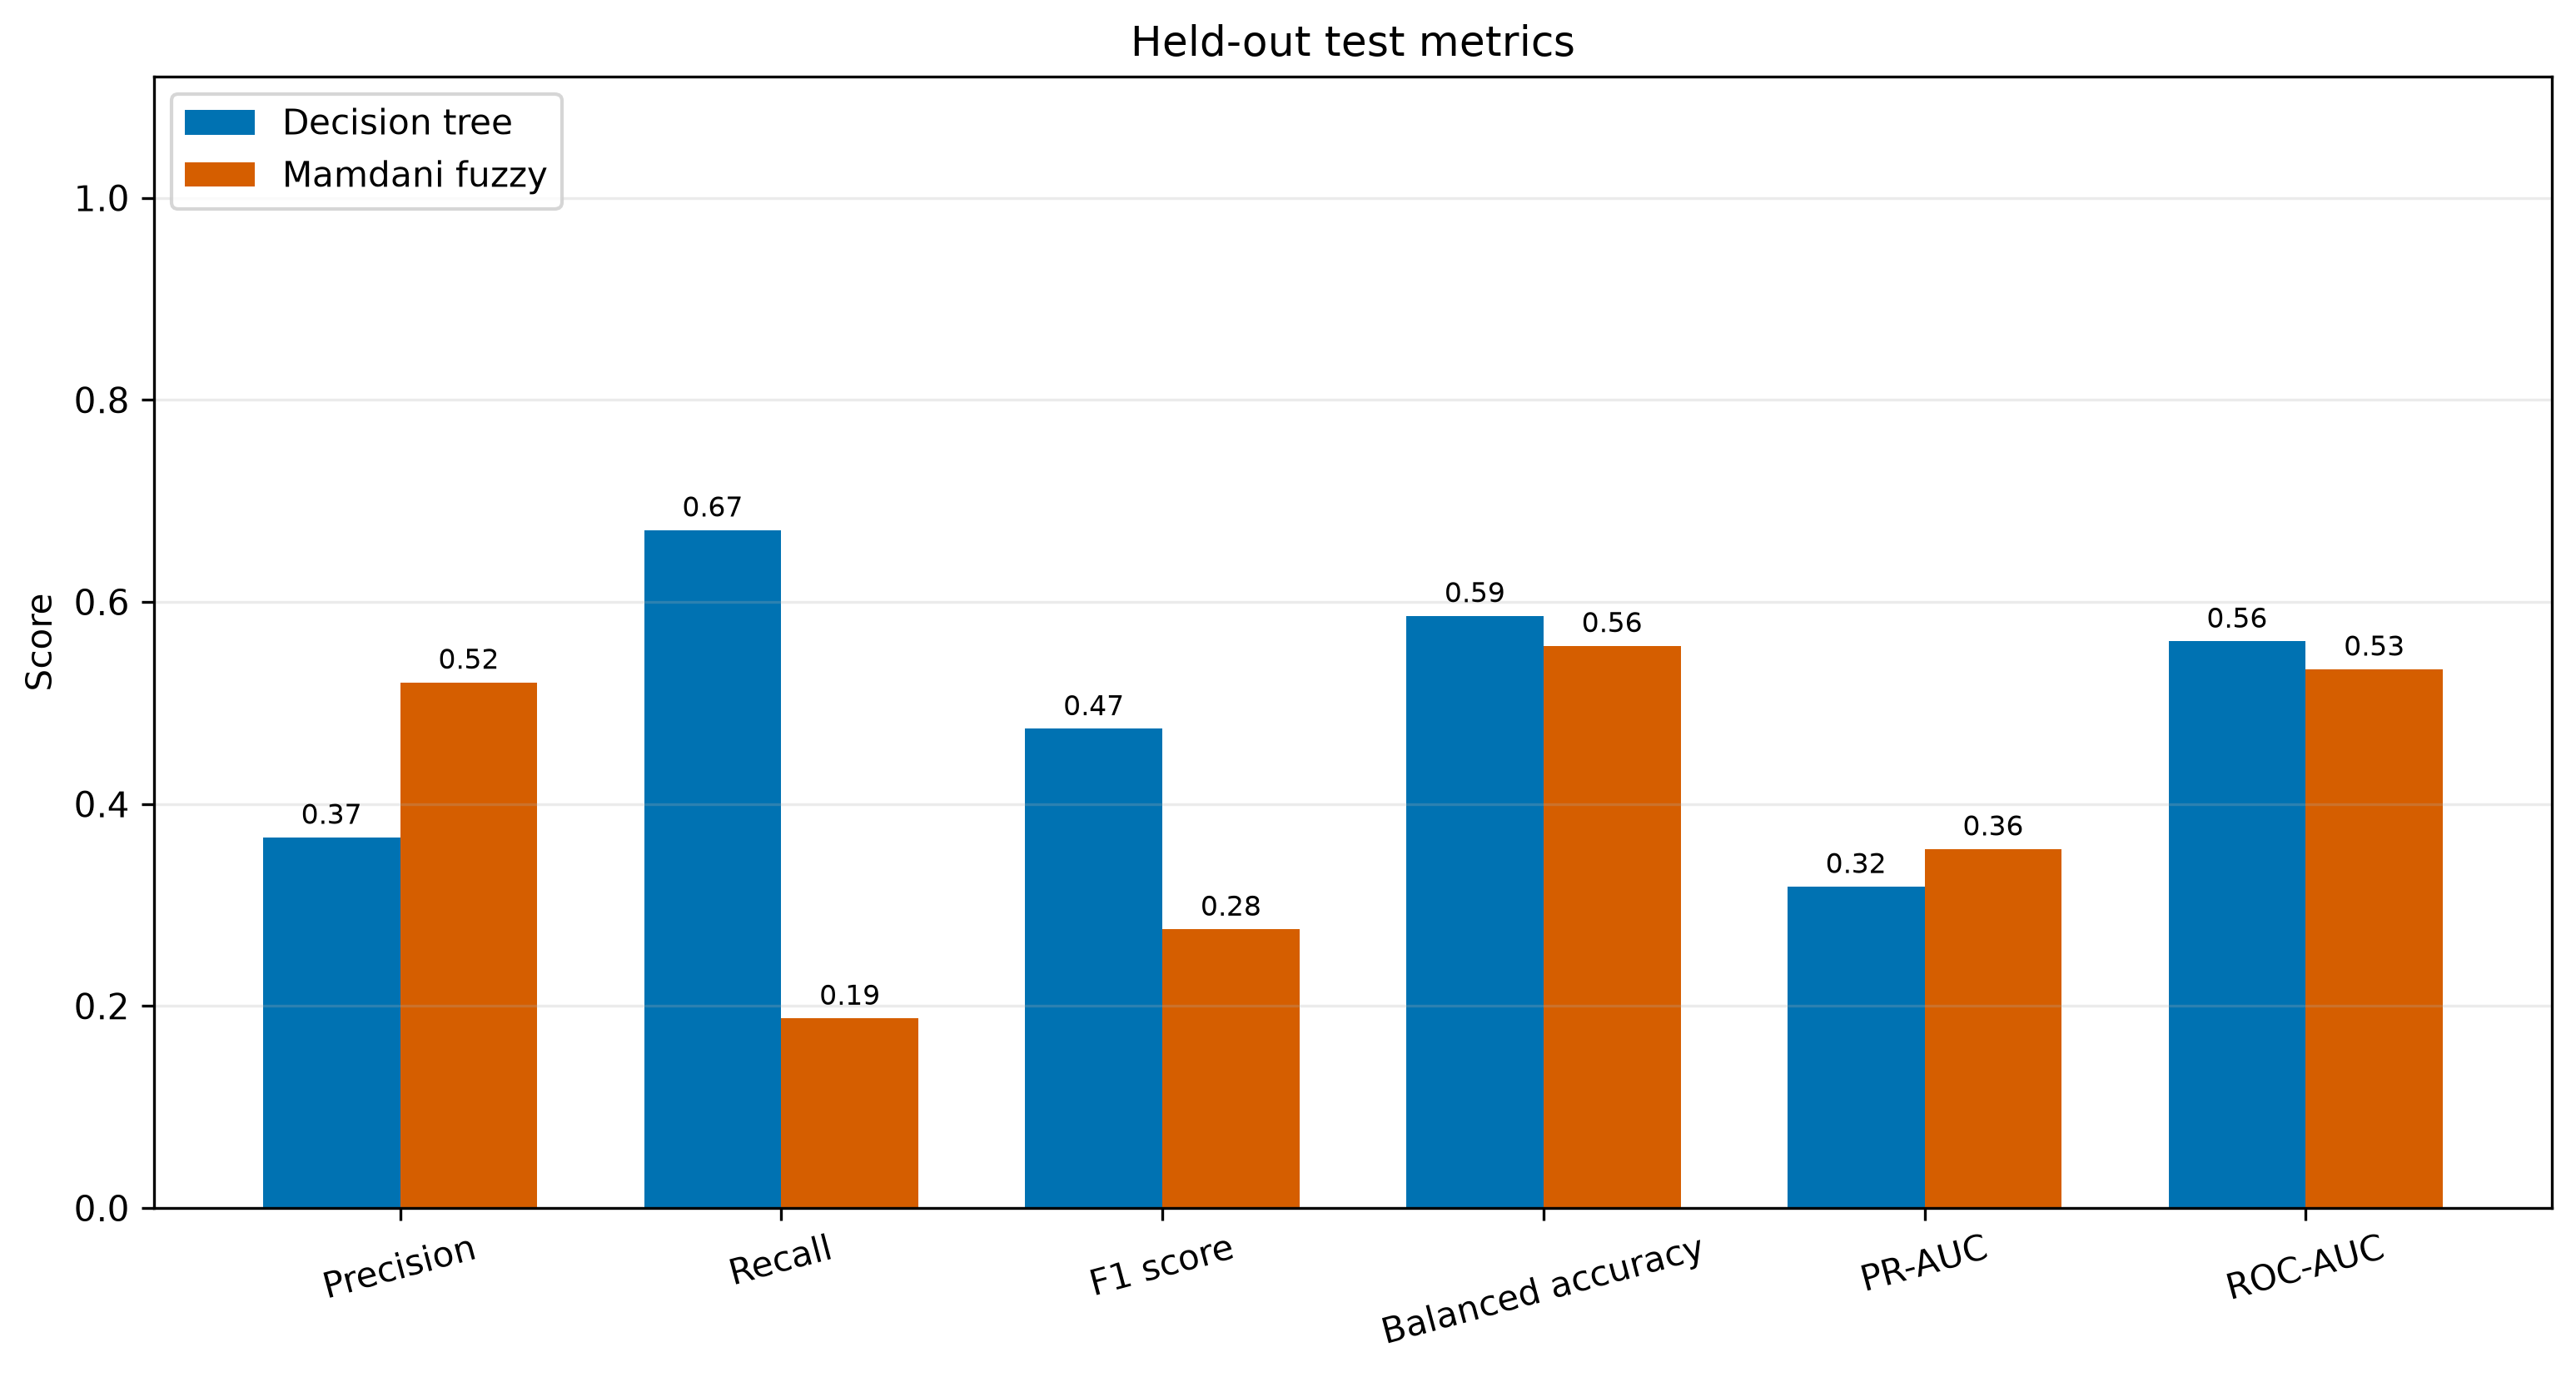 Held-out test metrics
Decision tree
Mamdani fuzzy
Score
1.0
0.8
0.6
0.4
0.2
0.0
0.37
0.52
0.67
0.19
0.47
0.28
0.59
0.56
0.32
0.36
0.56
0.53
Precision
Recall
F1 score
Balanced accuracy
PR-AUC
ROC-AUC